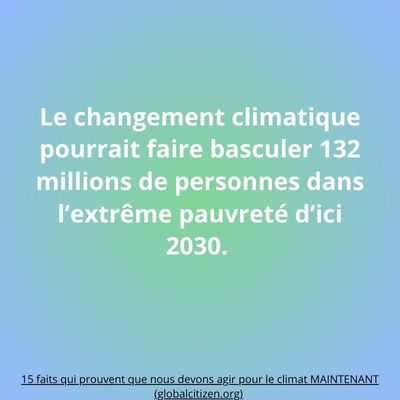 Le changement climatique
pourrait faire basculer 132
millions de personnes dans
l’extrême pauvreté d’ici
2030.
15 faits qui prouvent que nous devons agir pour le climat MAINTENANT
(globalcitizen.org)